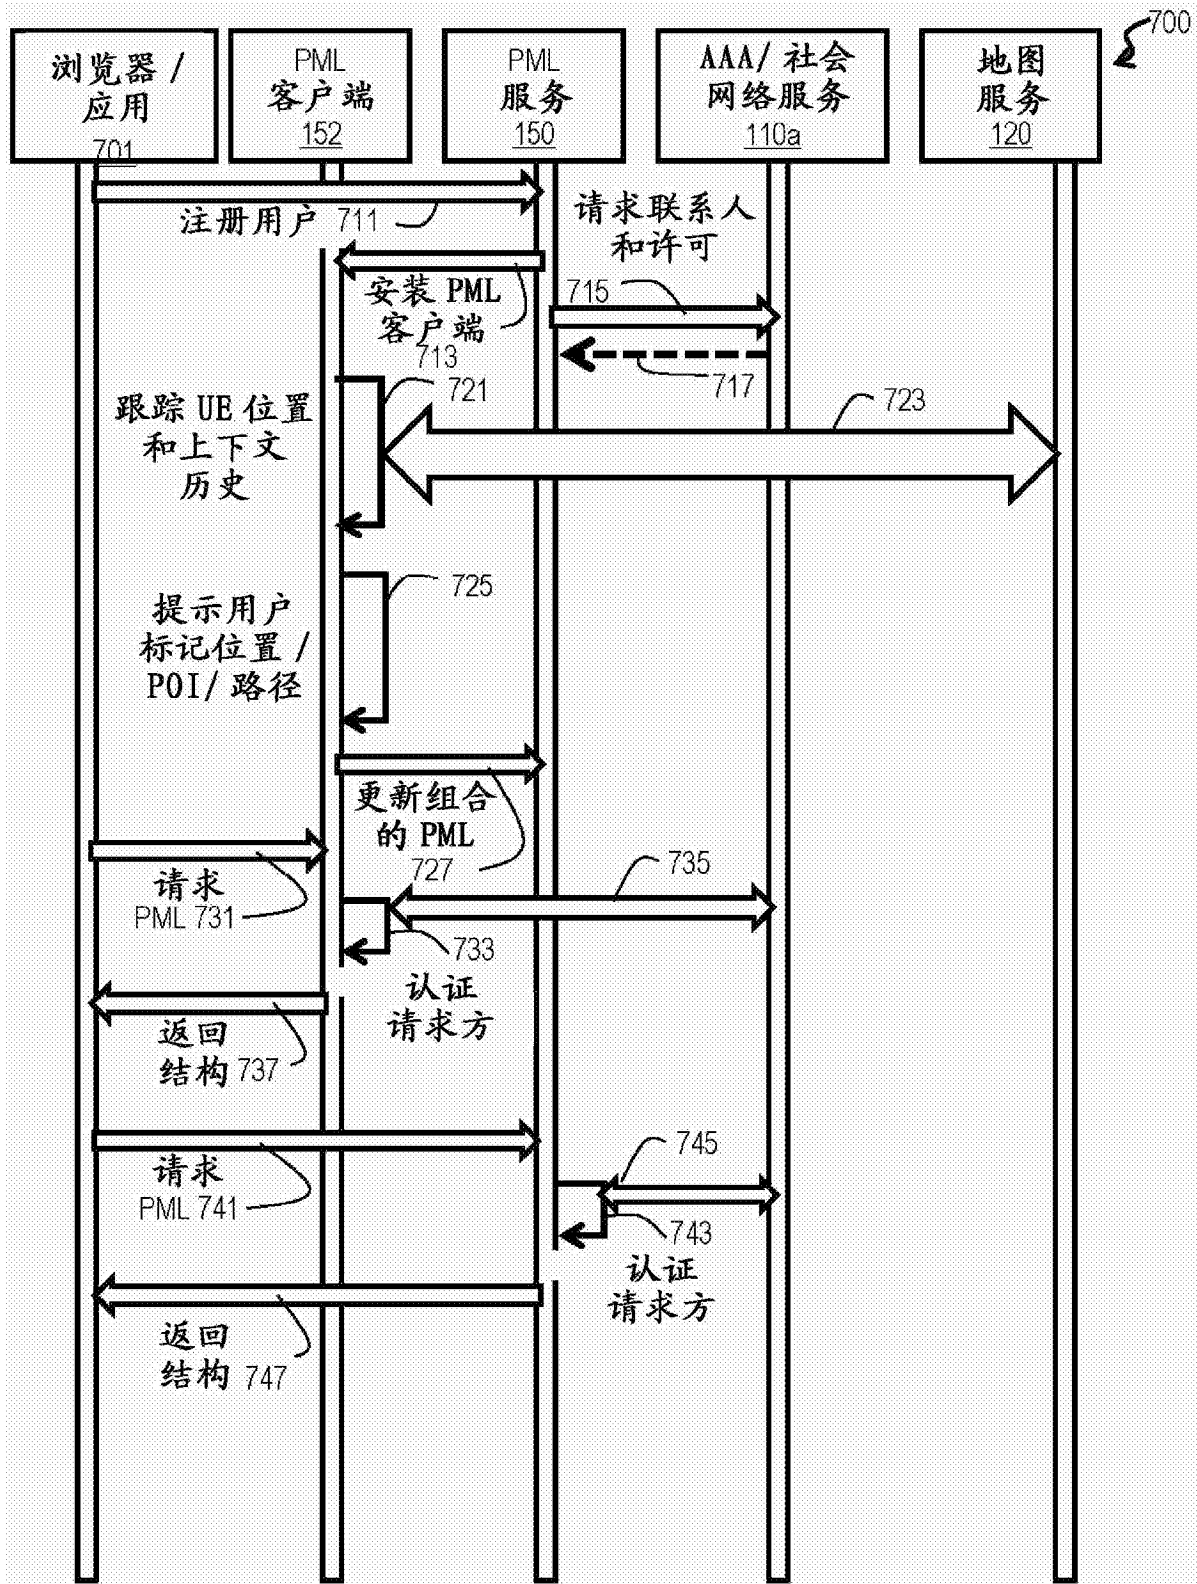 700
浏览器 /
应用
701
PML
客户端
152
PML
服务
150
AAA/ 社会
网络服务
110a
地图
服务
120
注册用户 711
请求联系人
和许可
安装 PML
客户端
713
715
717
721
723
跟踪 UE 位置
和上下文
历史
725
提示用户
标记位置 /
POI/ 路径
更新组合
的 PML
727
请求
PML 731
735
733
认证
请求方
返回
结构 737
请求
PML 741
745
743
认证
请求方
返回
结构 747